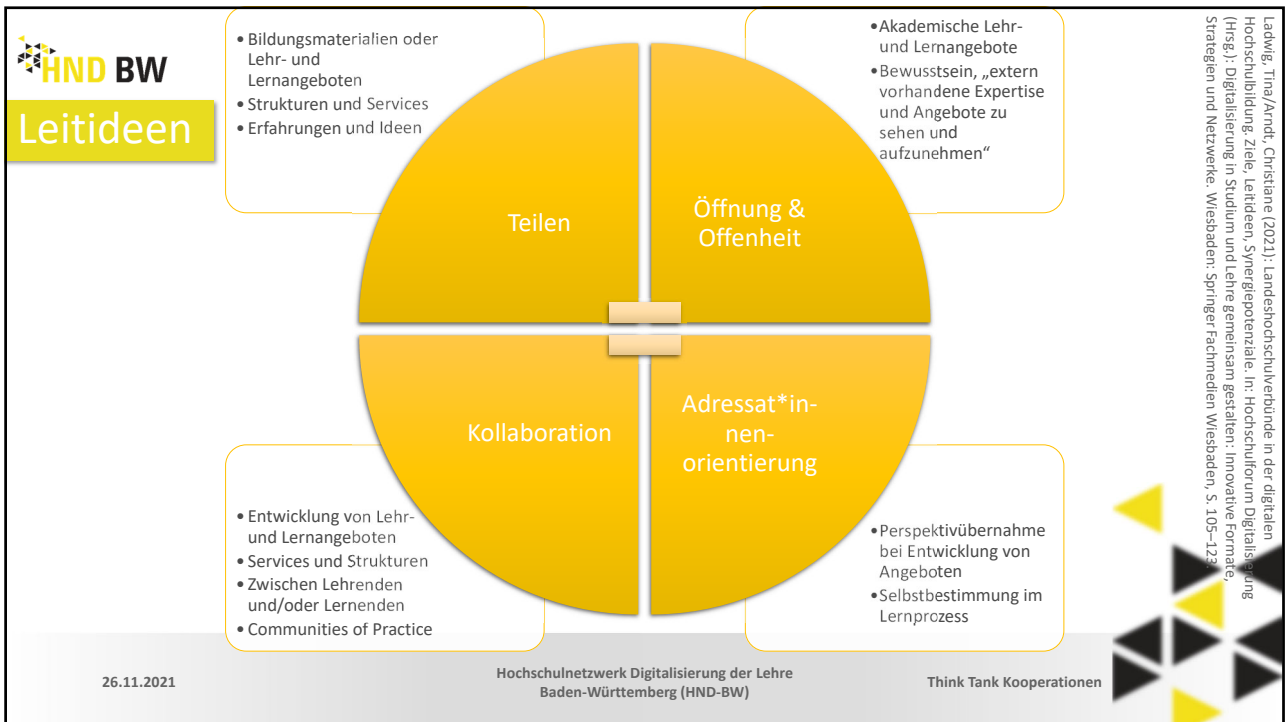 HND BW
Leitideen
• Bildungsmaterialien oder
Lehr- und
Lernangeboten
• Strukturen und Services
• Erfahrungen und Ideen
• Akademische Lehr-
und Lernangebote
• Bewusstsein, „extern
vorhandene Expertise
und Angebote zu
sehen und
aufzunehmen“
Teilen
Öffnung &
Offenheit
Kollaboration
Adressat*in-
nen-
orientierung
• Entwicklung von Lehr-
und Lernangeboten
• Services und Strukturen
• Zwischen Lehrenden
und/oder Lernenden
• Communities of Practice
• Perspektivübernahme
bei Entwicklung von
Angeboten
• Selbstbestimmung im
Lernprozess
Ladwig, Tina/Arndt, Christiane (2021): Landeshochschulverbünde in der digitalen
Hochschulbildung. Ziele, Leitideen, Synergiepotenziale. In: Hochschulforum Digitalisierung
(Hrsg.): Digitalisierung in Studium und Lehre gemeinsam gestalten: Innovative Formate,
Strategien und Netzwerke. Wiesbaden: Springer Fachmedien Wiesbaden, S. 105–123.
26.11.2021
Hochschulnetzwerk Digitalisierung der Lehre
Baden-Württemberg (HND-BW)
Think Tank Kooperationen